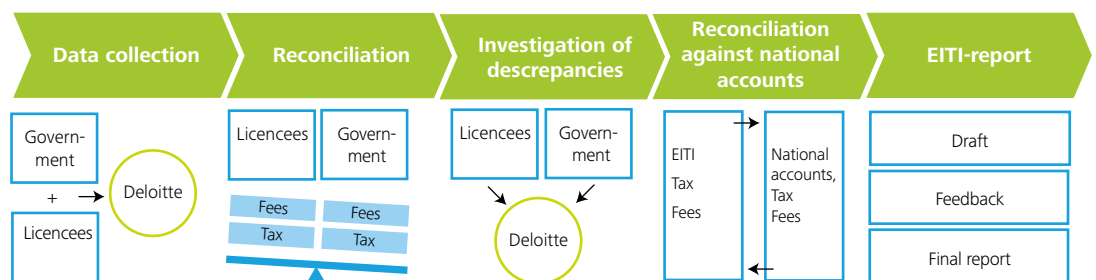 Data collection
Reconciliation
Investigation of
descrepancies
Reconciliation
against national
accounts
EITI-report
Govern-
ment
+
Licencees
Deloitte
Licencees
Govern-
ment
Fees
Fees
Tax
Tax
Licencees
Govern-
ment
Deloitte
EITI
Tax
Fees
National
accounts,
Tax
Fees
Draft
Feedback
Final report